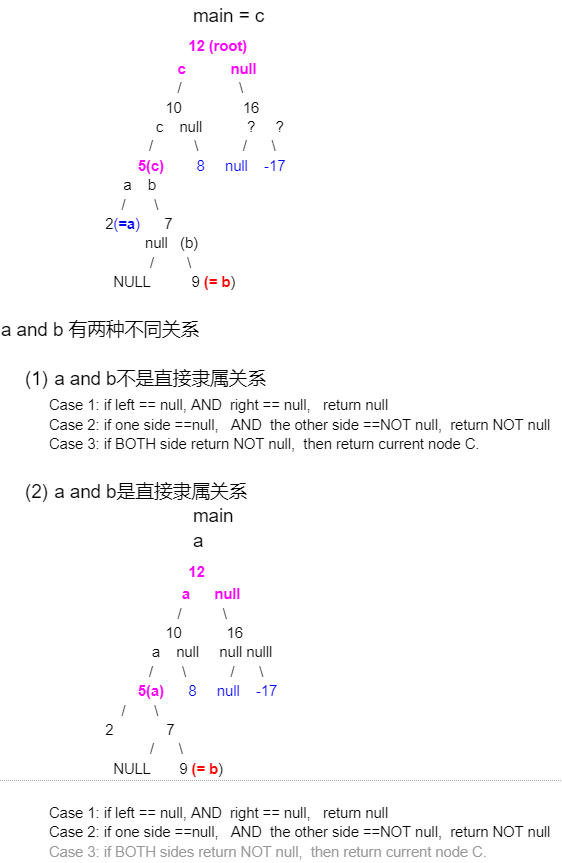 main = c
12 (root)
c null
/ \
10 16
c null ? ?
/ \ / \
5(c) 8 null -17
a b
/ \
2(=a) 7
null (b)
/ \
NULL 9 (= b)
a and b 有两种不同关系
(1) a and b不是直接隶属关系
Case 1: if left == null, AND right == null, return null
Case 2: if one side ==null, AND the other side ==NOT null, return NOT null
Case 3: if BOTH side return NOT null, then return current node C.
(2) a and b是直接隶属关系
main
a
12
a null
/ \
10 16
a null null nulll
/ \ / \
5(a) 8 null -17
/ \
2 7
/ \
NULL 9 (= b)
Case 1: if left == null, AND right == null, return null
Case 2: if one side ==null, AND the other side ==NOT null, return NOT null
Case 3: if BOTH sides return NOT null, then return current node C.